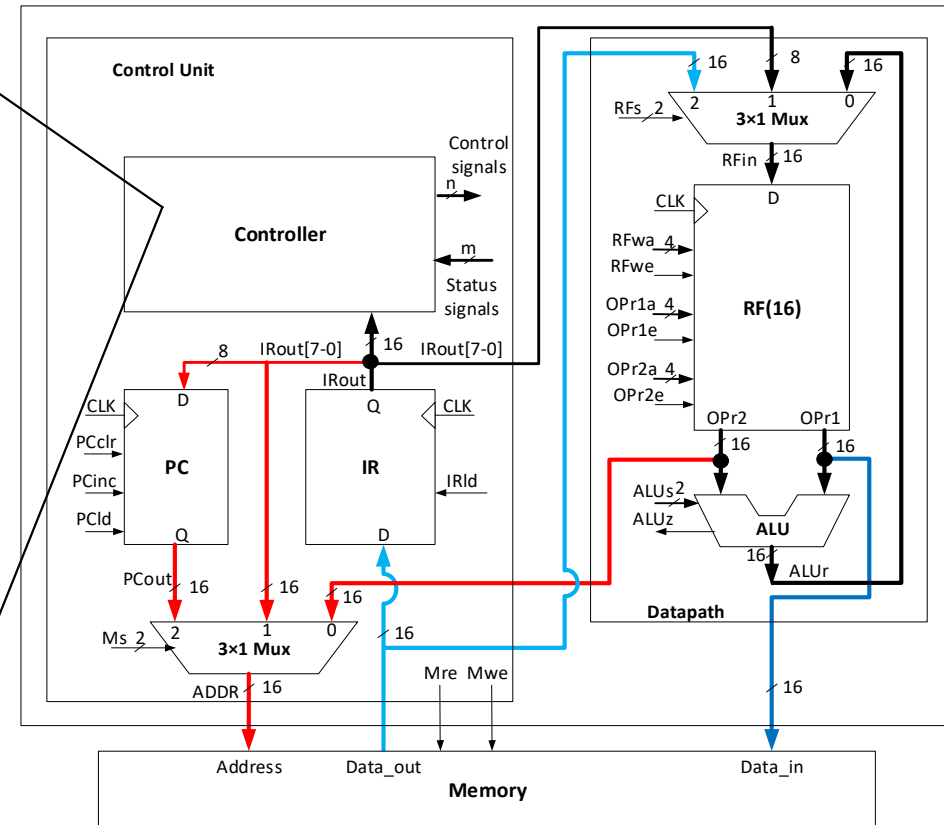 Control Unit
Control
signals
n
Controller
m
Status
signals
16
IRout[7-0]
IRout[7-0]
8
IRout
D
CLK
PCclr
PC
PCinc
PCld
Q
Q
CLK
IR
IRld
D
PCout
16
16
16
16
2
1
0
Ms
2
3×1 Mux
ADDR
16
Mre
Mwe
16
8
16
2
1
0
RFs
2
3×1 Mux
RFin
16
D
CLK
RFwa
4
RFwe
RF(16)
OPr1a
4
OPr1e
OPr2a
4
OPr2e
OPr2
OPr1
16
16
ALUs
2
ALUz
ALU
16
ALUr
Datapath
16
Address
Data_out
Data_in
Memory